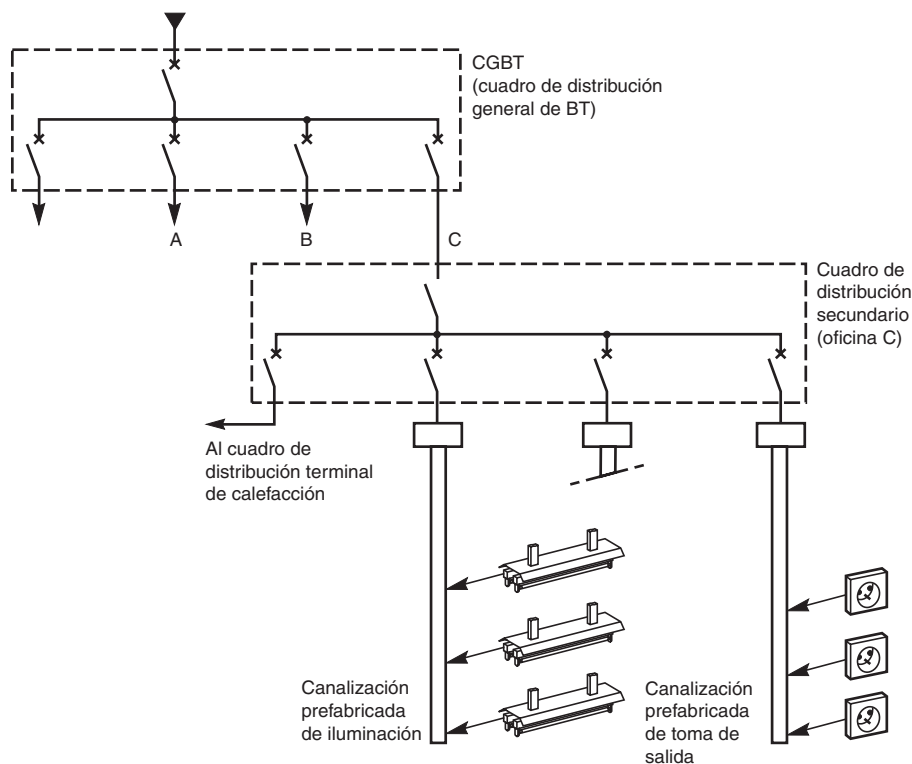 CGBT
(cuadro de distribución
general de BT)
A
B
C
Cuadro de
distribución
secundario
(oficina C)
Al cuadro de
distribución terminal
de calefacción
Canalización
prefabricada
de iluminación
Canalización
prefabricada
de toma de
salida